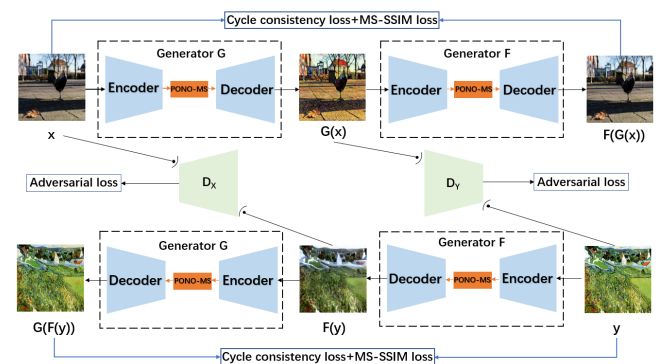 Cycle consistency loss+MS-SSIM loss
Generator G
Generator F
Encoder
PONO-MS
Decoder
Encoder
PONO-MS
Decoder
x
G(x)
F(G(x))
Adversarial loss
D_X
D_Y
Adversarial loss
Generator G
Generator F
Decoder
PONO-MS
Encoder
Decoder
PONO-MS
Encoder
G(F(y))
F(y)
y
Cycle consistency loss+MS-SSIM loss